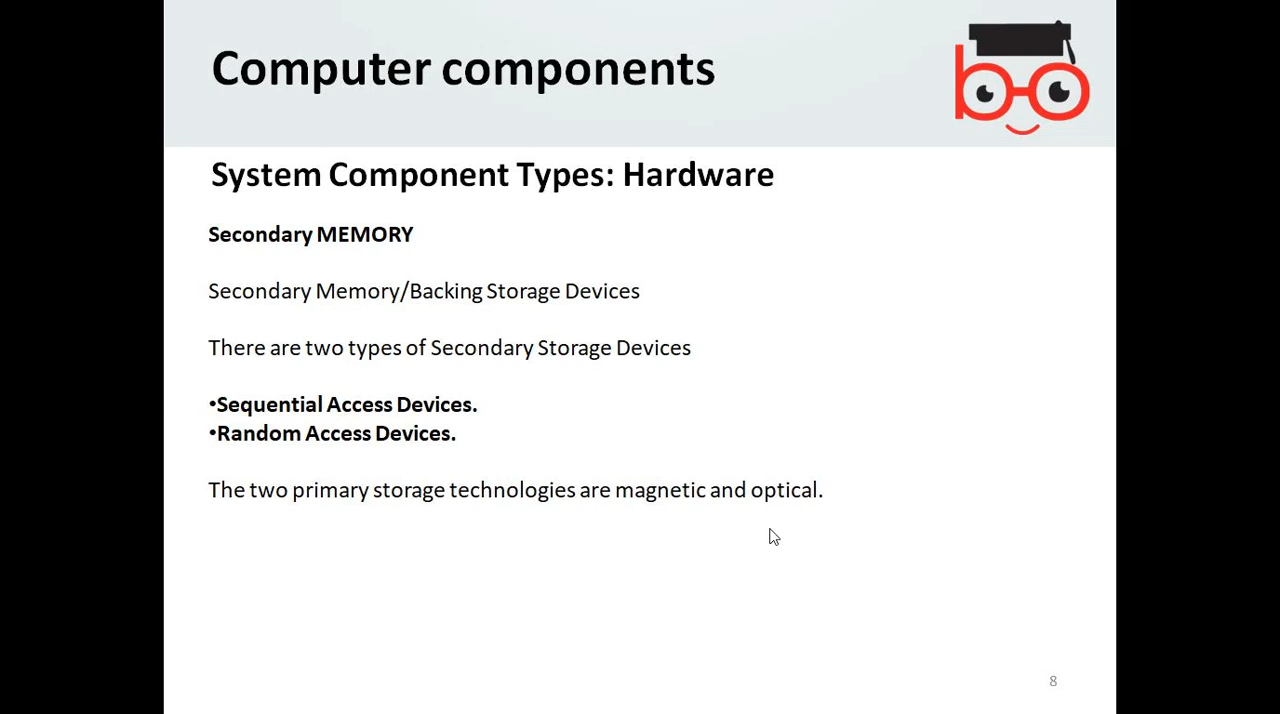 Computer components
System Component Types: Hardware
Secondary MEMORY
Secondary Memory/Backing Storage Devices
There are two types of Secondary Storage Devices
•Sequential Access Devices.
•Random Access Devices.
The two primary storage technologies are magnetic and optical.
8